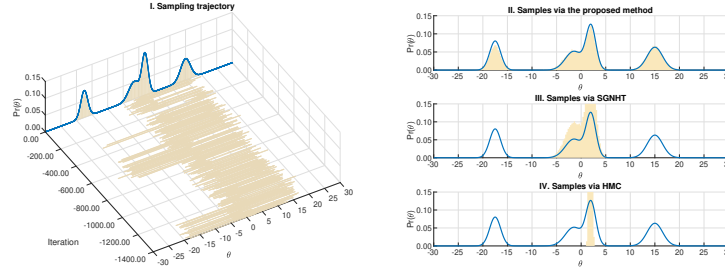 I. Sampling trajectory
0.15
0.10
0.05
0.00
Pr(θ)
0.00
-200.00
-400.00
-600.00
-800.00
-1000.00
-1200.00
-1400.00
Iteration
-30 -25 -20 -15 -10 -5 0 5 10 15 20 25 30
θ
II. Samples via the proposed method
0.15
0.10
0.05
0.00
Pr(θ)
-30 -25 -20 -15 -10 -5 0 5 10 15 20 25 30
θ
III. Samples via SGNHT
0.15
0.10
0.05
0.00
Pr(θ)
-30 -25 -20 -15 -10 -5 0 5 10 15 20 25 30
θ
IV. Samples via HMC
0.15
0.10
0.05
0.00
Pr(θ)
-30 -25 -20 -15 -10 -5 0 5 10 15 20 25 30
θ